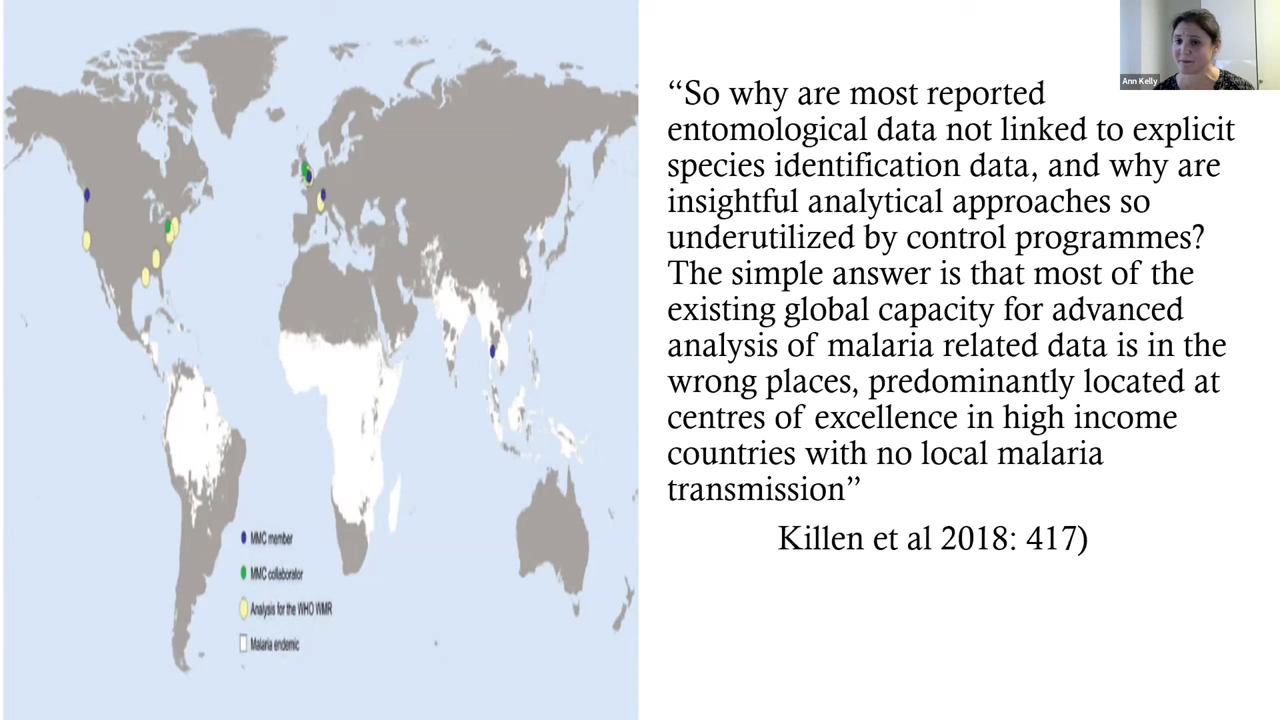 Ann Kelly
“So why are most reported
entomological data not linked to explicit
species identification data, and why are
insightful analytical approaches so
underutilized by control programmes?
The simple answer is that most of the
existing global capacity for advanced
analysis of malaria related data is in the
wrong places, predominantly located at
centres of excellence in high income
countries with no local malaria
transmission”
Killen et al 2018: 417)
MMC member
MMC collaborator
Analysis for the WHO WMR
Malaria endemic